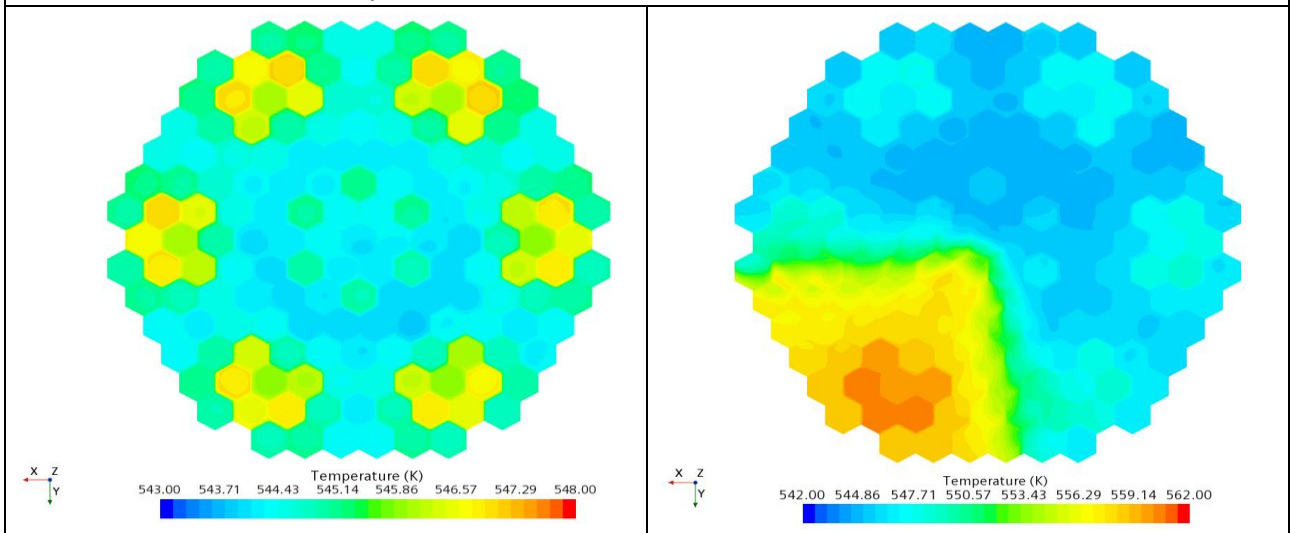 Temperature (K)
543.00 543.71 544.43 545.14 545.86 546.57 547.29 548.00
X Z
Y
Temperature (K)
542.00 544.86 547.71 550.57 553.43 556.29 559.14 562.00
X Z
Y